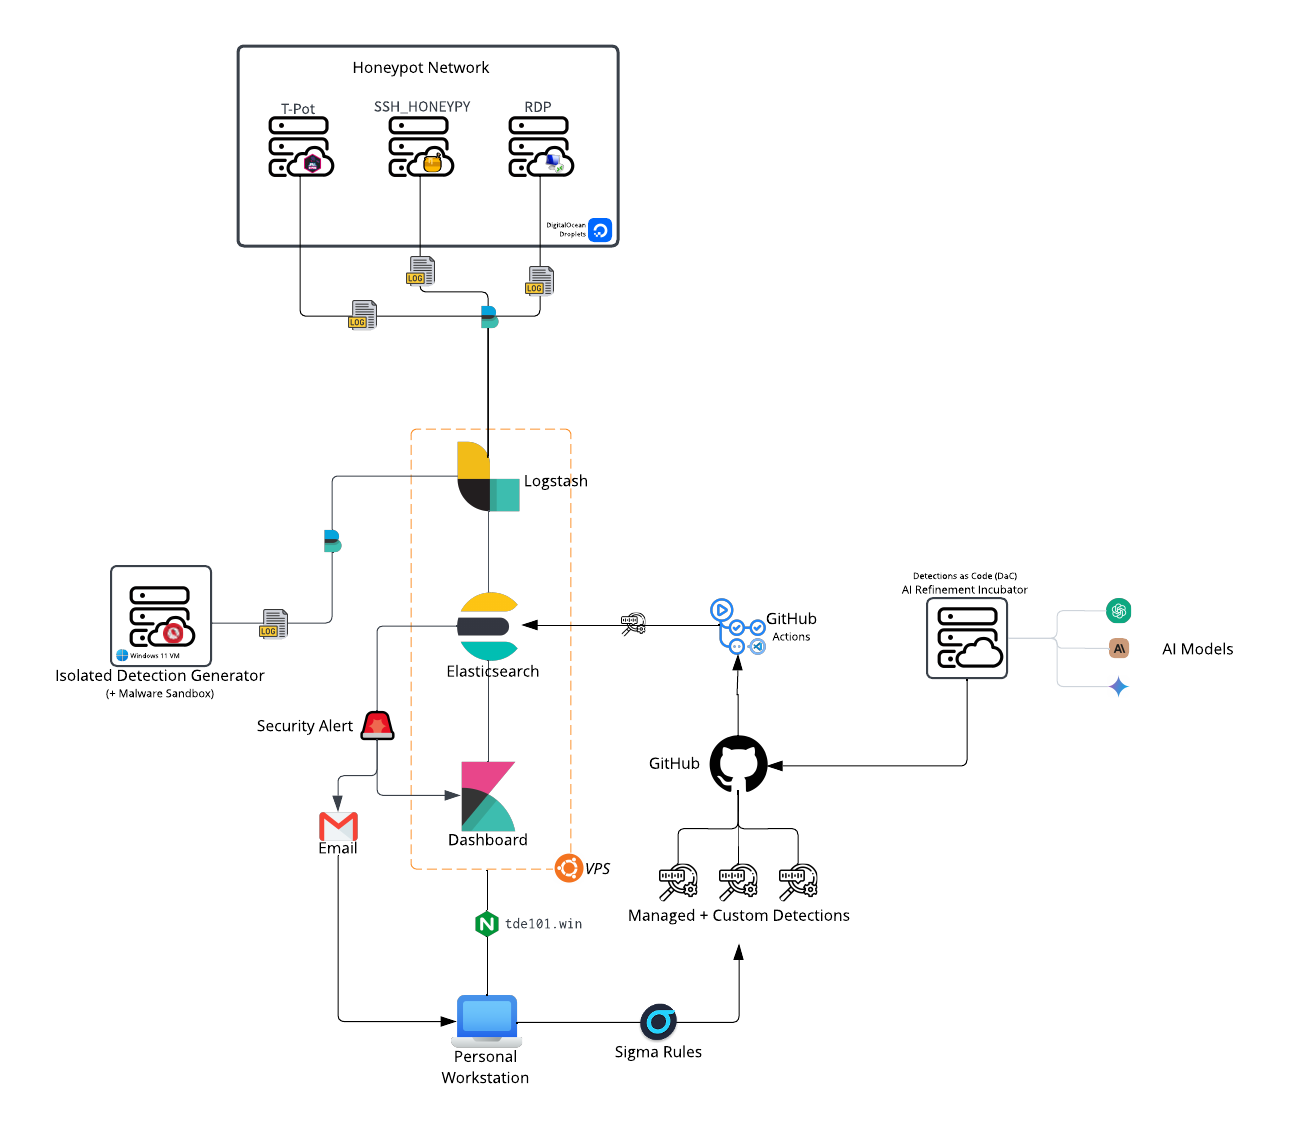 Honeypot Network
T-Pot
SSH_HONEYPY
RDP
DigitalOcean
Droplets
LOG
LOG
LOG
Logstash
LOG
Windows 11 VM
Isolated Detection Generator
(+ Malware Sandbox)
Elasticsearch
GitHub
Actions
Detections as Code (DaC)
AI Refinement Incubator
AI Models
Security Alert
GitHub
Dashboard
Email
VPS
Managed + Custom Detections
tde101.win
Personal
Workstation
Sigma Rules